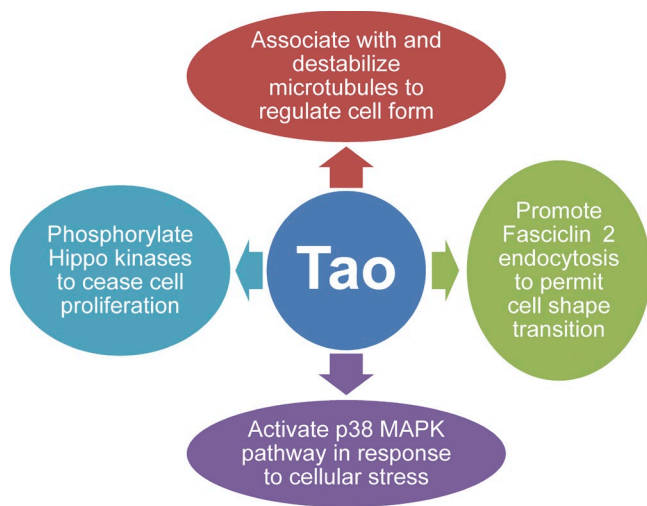 Associate with and
destabilize
microtubules to
regulate cell form
Phosphorylate
Hippo kinases
to cease cell
proliferation
Tao
Promote
Fasciclin 2
endocytosis
to permit
cell shape
transition
Activate p38 MAPK
pathway in response
to cellular stress